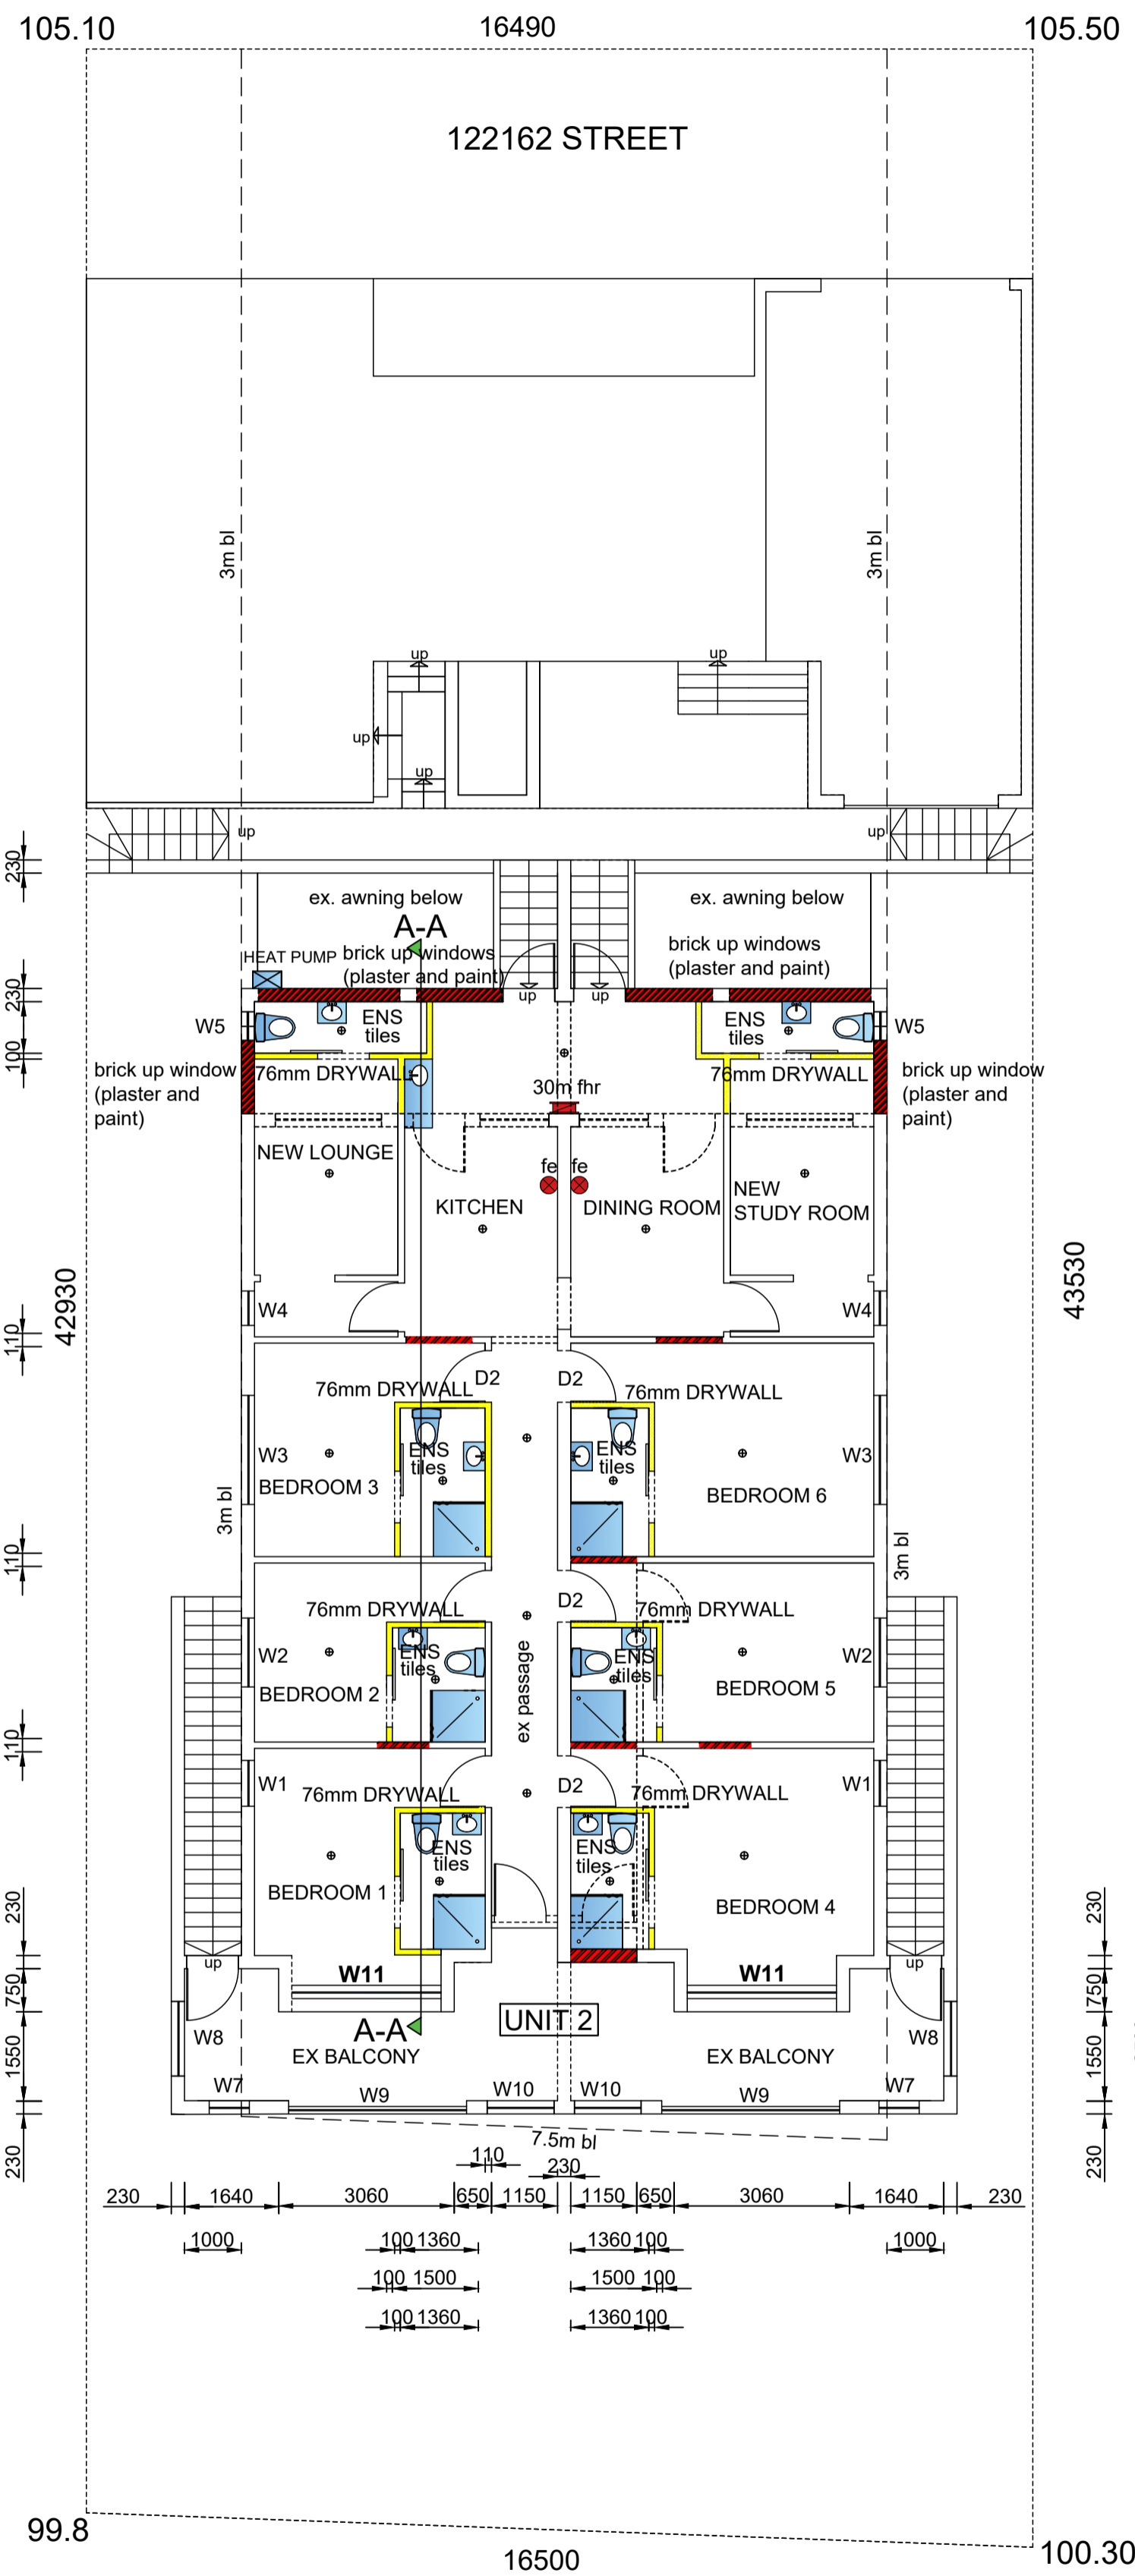 105.10
16490
105.50
122162 STREET
3m bl
3m bl
up
up
up
up
up
up
230
ex. awning below
ex. awning below
A-A
HEAT PUMP
brick up windows
(plaster and paint)
brick up windows
(plaster and paint)
up
up
230
W5
ENS
tiles
ENS
tiles
W5
100
brick up window
(plaster and
paint)
76mm DRYWALL
76mm DRYWALL
brick up window
(plaster and
paint)
30m fhr
NEW LOUNGE
fe
fe
KITCHEN
DINING ROOM
NEW
STUDY ROOM
42930
43530
W4
W4
110
D2
D2
76mm DRYWALL
76mm DRYWALL
W3
ENS
tiles
ENS
tiles
W3
BEDROOM 3
BEDROOM 6
3m bl
3m bl
110
D2
76mm DRYWALL
76mm DRYWALL
W2
ENS
tiles
ENS
tiles
W2
BEDROOM 2
BEDROOM 5
ex passage
110
W1
D2
W1
76mm DRYWALL
76mm DRYWALL
ENS
tiles
ENS
tiles
BEDROOM 1
BEDROOM 4
230
230
up
up
W11
W11
750
750
UNIT 2
A-A
W8
W8
EX BALCONY
EX BALCONY
1550
1550
W7
W9
W10
W10
W9
W7
7.5m bl
230
230
110
230
230
1640
3060
650
1150
1150
650
3060
1640
230
1000
100
1360
1360
100
1000
100
1500
1500
100
100
1360
1360
100
99.8
16500
100.30